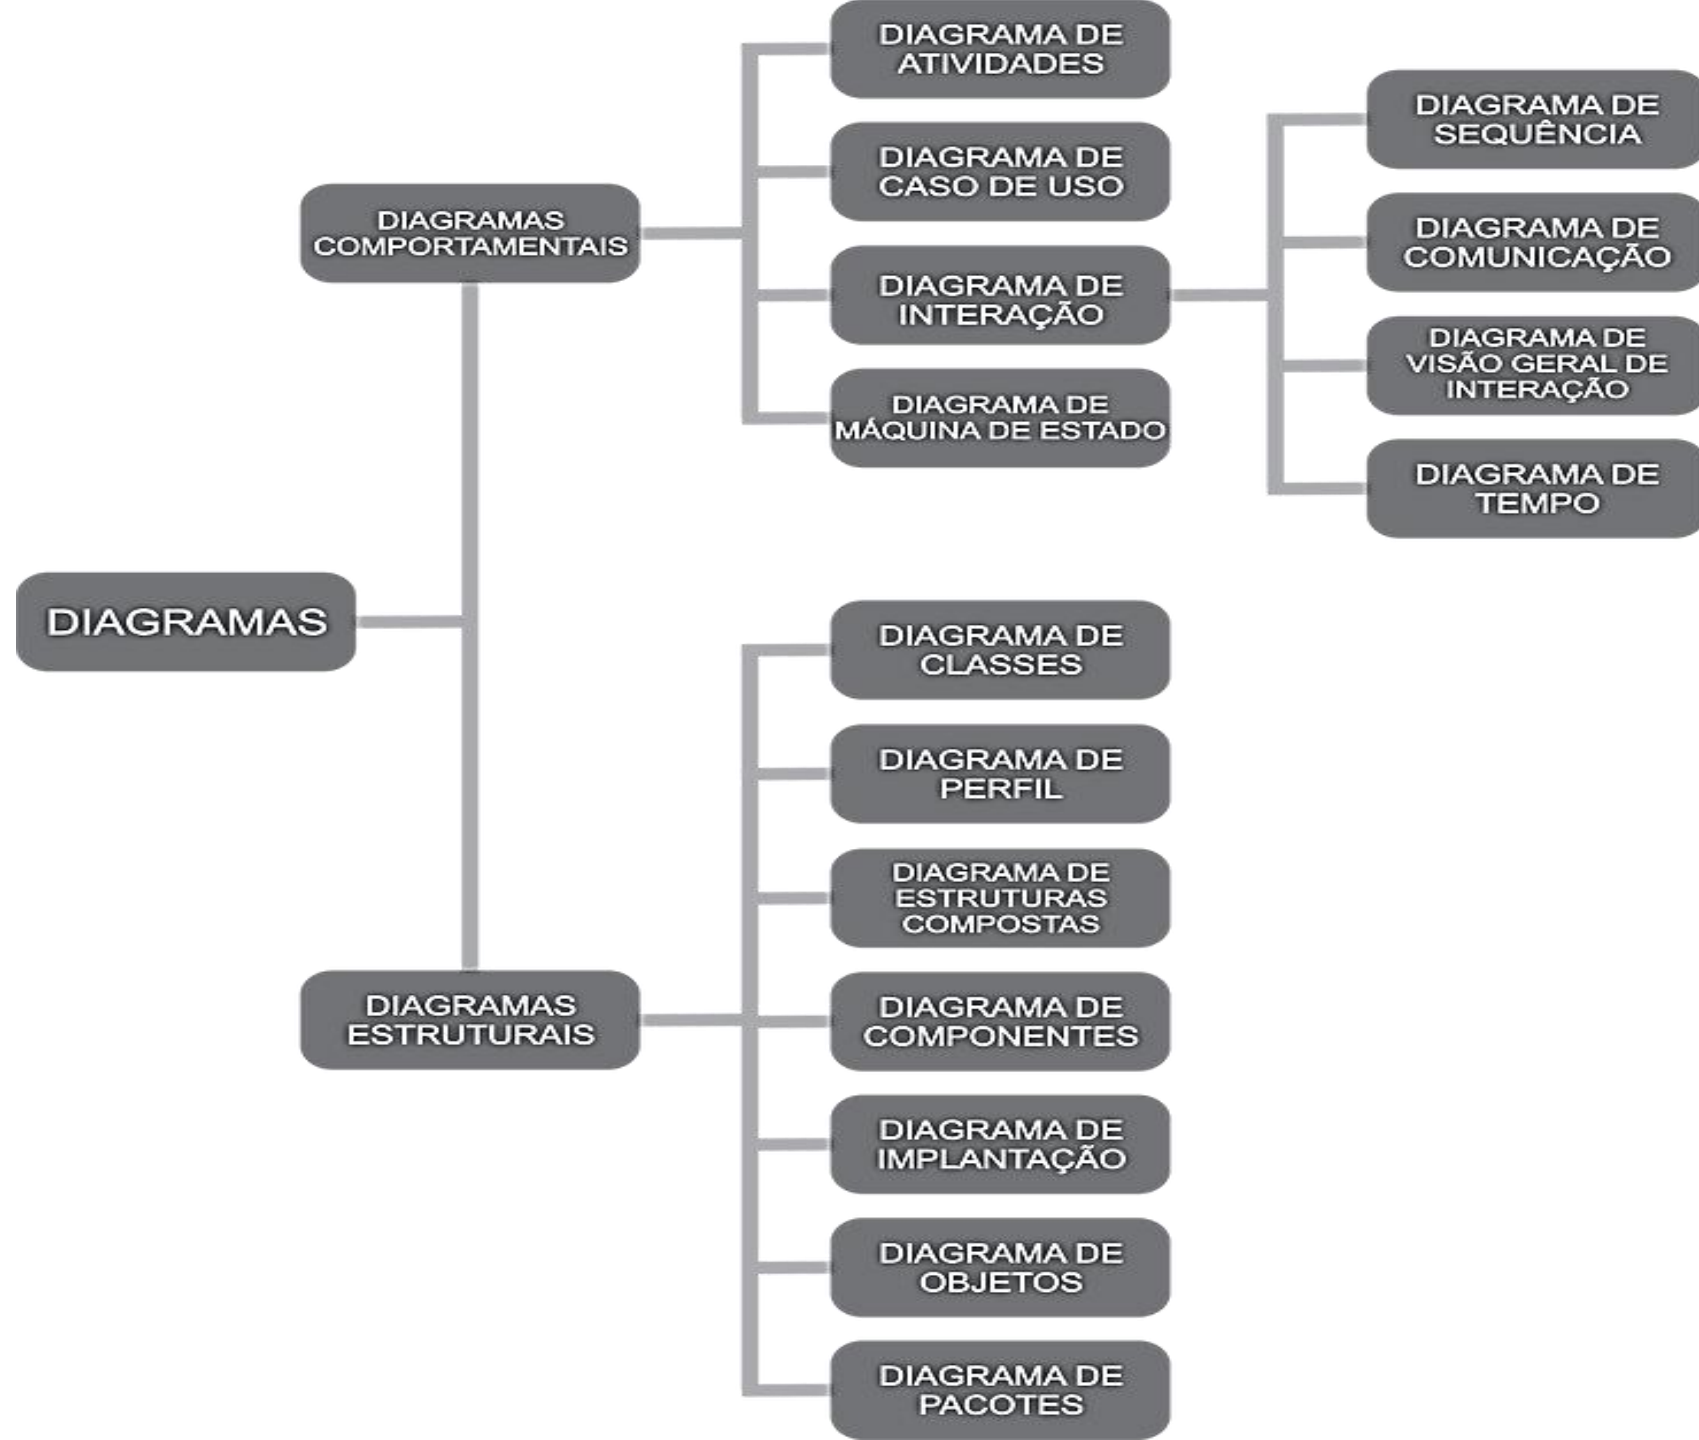 DIAGRAMAS
DIAGRAMAS
COMPORTAMENTAIS
DIAGRAMA DE
ATIVIDADES
DIAGRAMA DE
CASO DE USO
DIAGRAMA DE
INTERAÇÃO
DIAGRAMA DE
MÁQUINA DE ESTADO
DIAGRAMA DE
SEQUÊNCIA
DIAGRAMA DE
COMUNICAÇÃO
DIAGRAMA DE
VISÃO GERAL DE
INTERAÇÃO
DIAGRAMA DE
TEMPO
DIAGRAMAS
ESTRUTURAIS
DIAGRAMA DE
CLASSES
DIAGRAMA DE
PERFIL
DIAGRAMA DE
ESTRUTURAS
COMPOSTAS
DIAGRAMA DE
COMPONENTES
DIAGRAMA DE
IMPLANTAÇÃO
DIAGRAMA DE
OBJETOS
DIAGRAMA DE
PACOTES